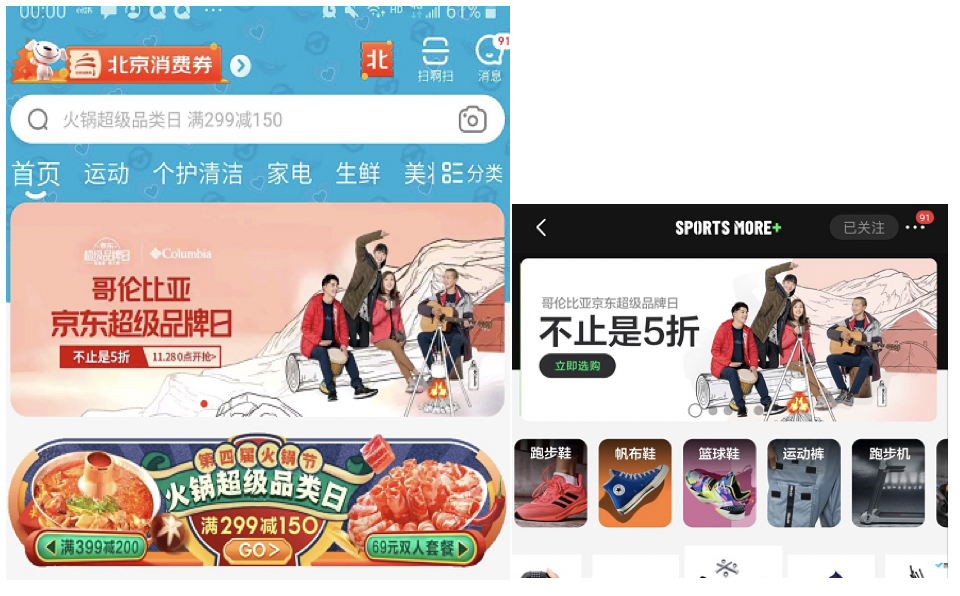 00:00
HD
61%
北京消费券
北
扫啊扫
91
消息
火锅超级品类日 满299减150
首页 运动 个护清洁 家电 生鲜 美 分类
京东
超级品牌日
Columbia
哥伦比亚
京东超级品牌日
不止是5折
11.28 0点开抢>
第四届火锅节
火锅超级品类日
满299减150
GO>
满399减200
69元双人套餐
SPORTS MORE+
已关注
91
哥伦比亚京东超级品牌日
不止是5折
立即选购
跑步鞋 帆布鞋 篮球鞋 运动裤 跑步机